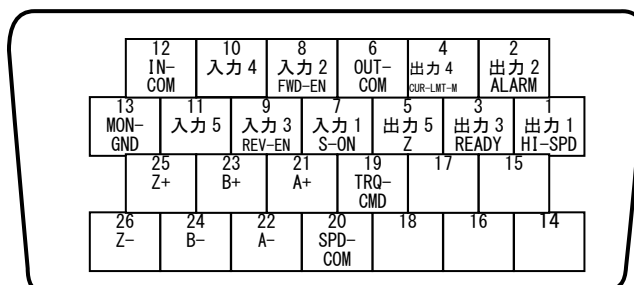 12 10 8 6 4 2
IN- 入力 4 入力 2 OUT- 出力 4 出力 2
COM FWD-EN COM CUR-LMT-M ALARM
13 11 9 7 5 3 1
MON- 入力 5 入力 3 入力 1 出力 5 出力 3 出力 1
GND REV-EN S-ON Z READY HI-SPD
25 23 21 19 17 15
Z+ B+ A+ TRQ-
CMD
26 24 22 20 18 16 14
Z- B- A- SPD-
COM